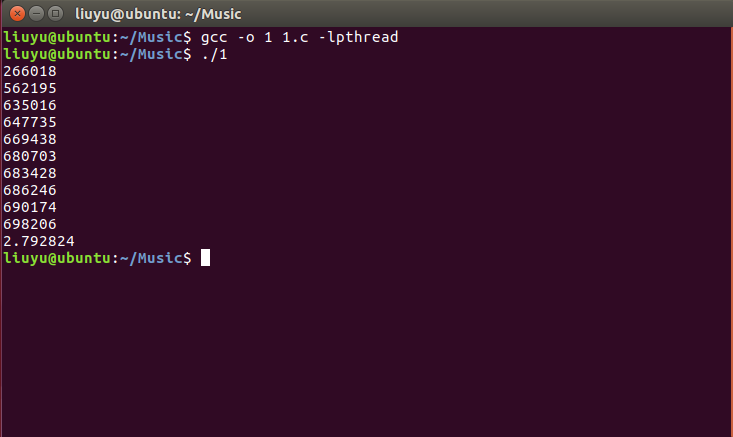 liuyu@ubuntu: ~/Music
liuyu@ubuntu:~/Music$ gcc -o 1 1.c -lpthread
liuyu@ubuntu:~/Music$ ./1
266018
562195
635016
647735
669438
680703
683428
686246
690174
698206
2.792824
liuyu@ubuntu:~/Music$